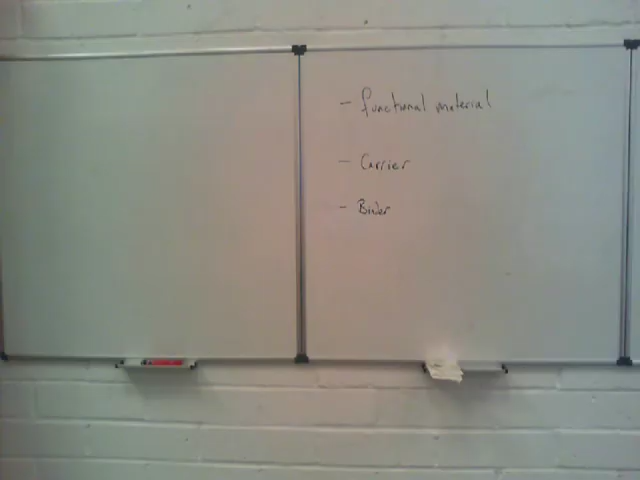 - functional material
- Carrier
- Binder